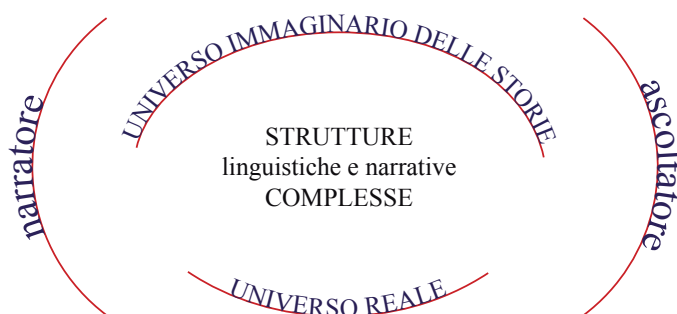 UNIVERSO IMMAGINARIO DELLE STORIE
narratore
ascoltatore
STRUTTURE
linguistiche e narrative
COMPLESSE
UNIVERSO REALE